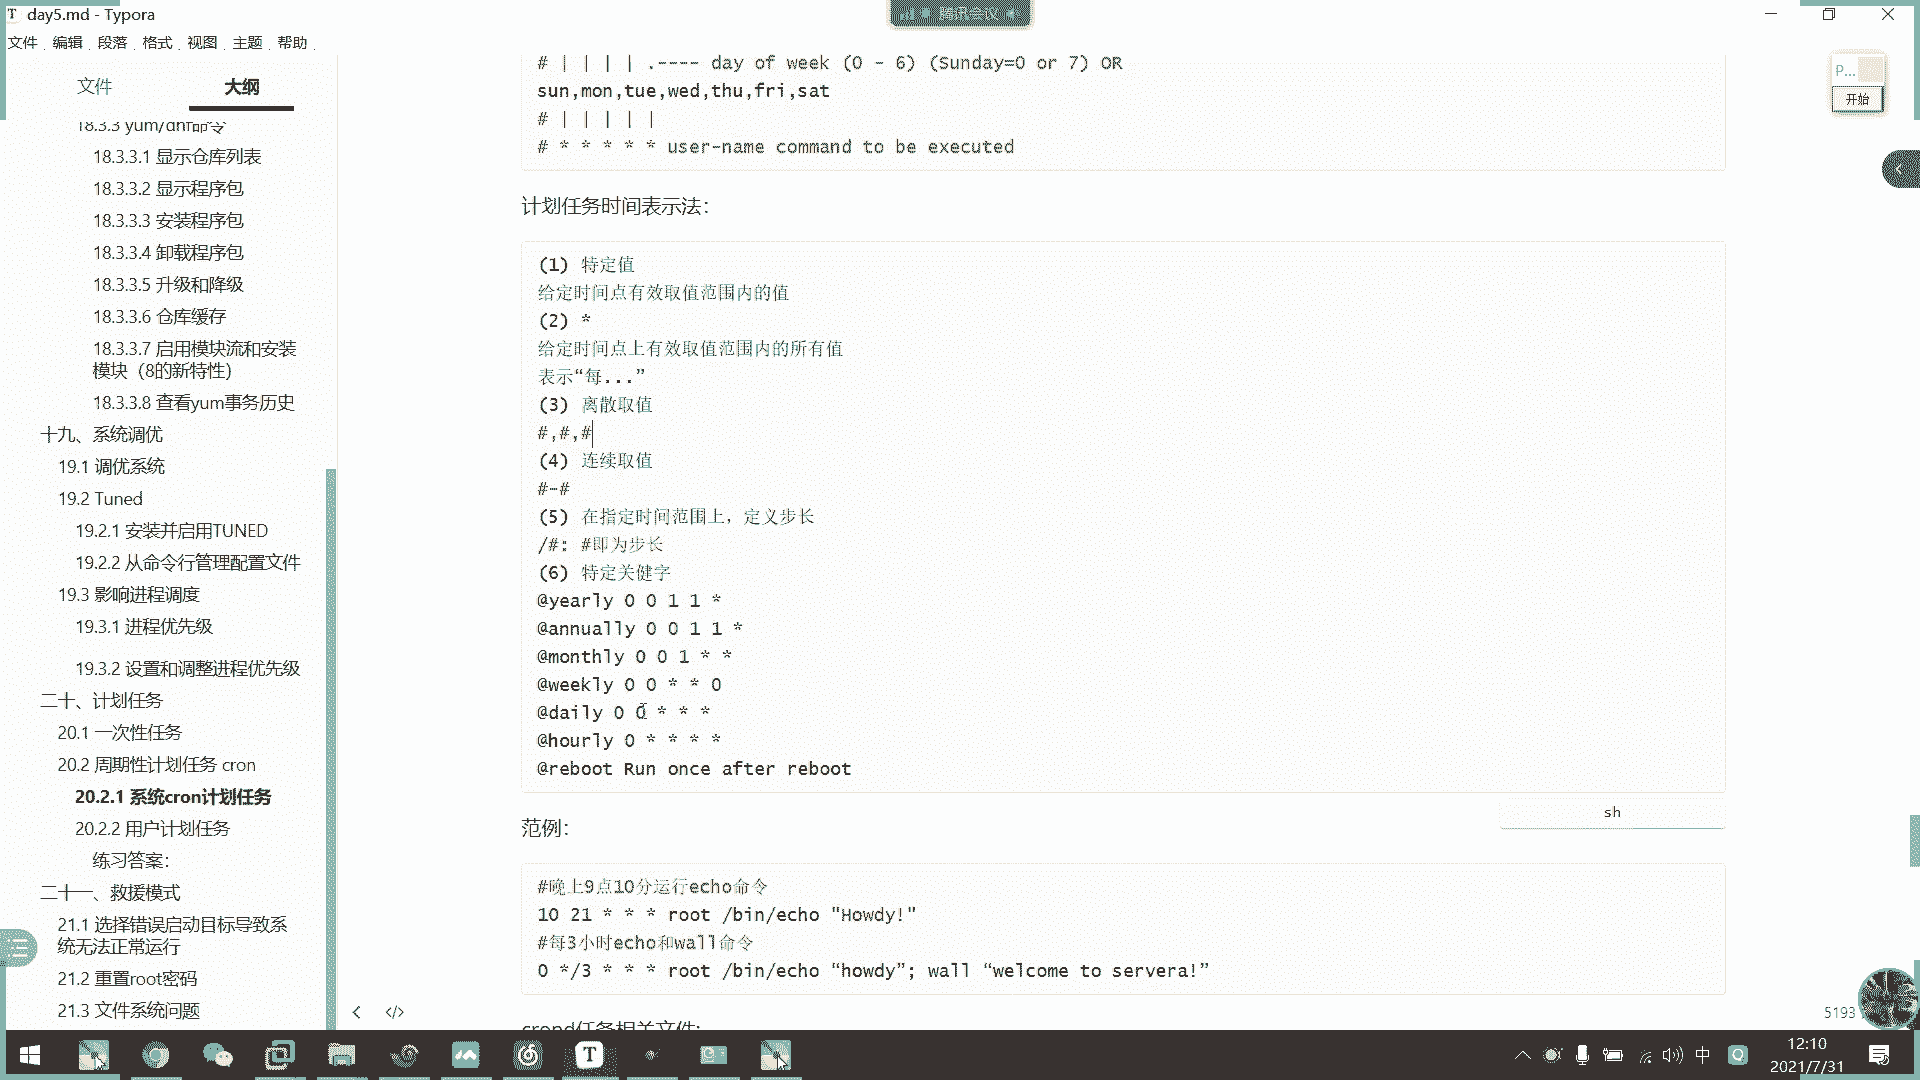 day5.md - Typora
腾讯会议
文件 编辑 段落 格式 视图 主题 帮助
文件 大纲
18.3.3 yum/dnf命令
18.3.3.1 显示仓库列表
18.3.3.2 显示程序包
18.3.3.3 安装程序包
18.3.3.4 卸载程序包
18.3.3.5 升级和降级
18.3.3.6 仓库缓存
18.3.3.7 启用模块流和安装
模块（8的新特性）
18.3.3.8 查看yum事务历史
十九、系统调优
19.1 调优系统
19.2 Tuned
19.2.1 安装并启用TUNED
19.2.2 从命令行管理配置文件
19.3 影响进程调度
19.3.1 进程优先级
19.3.2 设置和调整进程优先级
二十、计划任务
20.1 一次性任务
20.2 周期性计划任务 cron
20.2.1 系统cron计划任务
20.2.2 用户计划任务
练习答案：
二十一、救援模式
21.1 选择错误启动目标导致系
统无法正常运行
21.2 重置root密码
21.3 文件系统问题
# | | | | .---- day of week (0 - 6) (Sunday=0 or 7) OR
sun,mon,tue,wed,thu,fri,sat
# | | | | |
# * * * * * user-name command to be executed
计划任务时间表示法：
(1) 特定值
给定时间点有效取值范围内的值
(2) *
给定时间点上有效取值范围内的所有值
表示“每...”
(3) 离散取值
#,#,#
(4) 连续取值
#-#
(5) 在指定时间范围上，定义步长
/#: #即为步长
(6) 特定关健字
@yearly 0 0 1 1 *
@annually 0 0 1 1 *
@monthly 0 0 1 * *
@weekly 0 0 * * 0
@daily 0 0 * * *
@hourly 0 * * * *
@reboot Run once after reboot
sh
范例：
#晚上9点10分运行echo命令
10 21 * * * root /bin/echo "Howdy!"
#每3小时echo和wall命令
0 */3 * * * root /bin/echo “howdy”; wall “welcome to servera!”
crond任务相关文件:
P...
开始
5193
中
12:10
2021/7/31